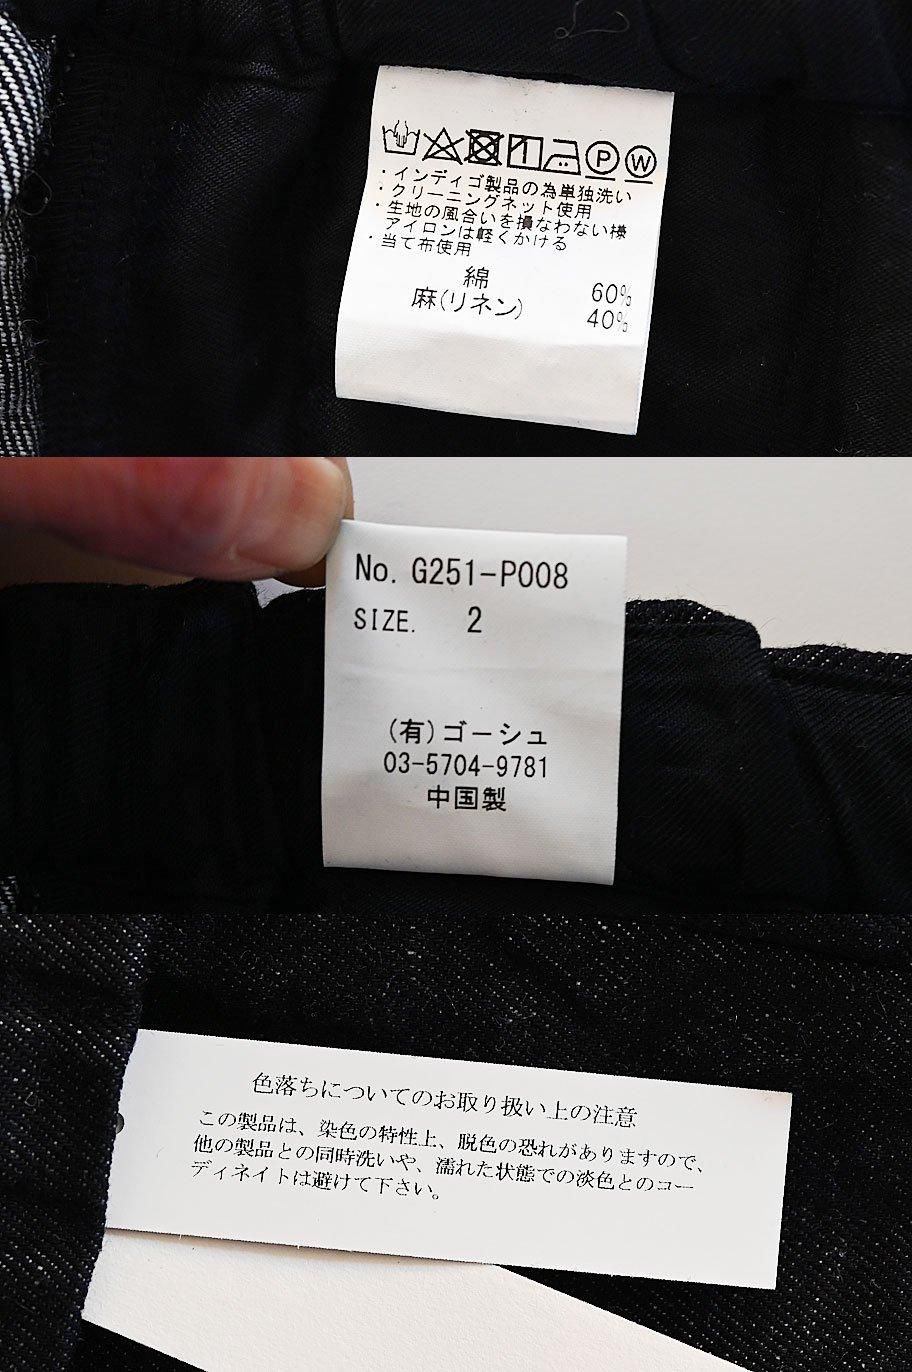 P W
・インディゴ製品の為単独洗い
・クリーニングネット使用
・生地の風合いを損なわない様
アイロンは軽くかける
・当て布使用
綿 60%
麻(リネン) 40%
No. G251-P008
SIZE. 2
(有)ゴーシュ
03-5704-9781
中国製
色落ちについてのお取り扱い上の注意
この製品は、染色の特性上、脱色の恐れがありますので、
他の製品との同時洗いや、濡れた状態での淡色とのコー
ディネイトは避けて下さい。